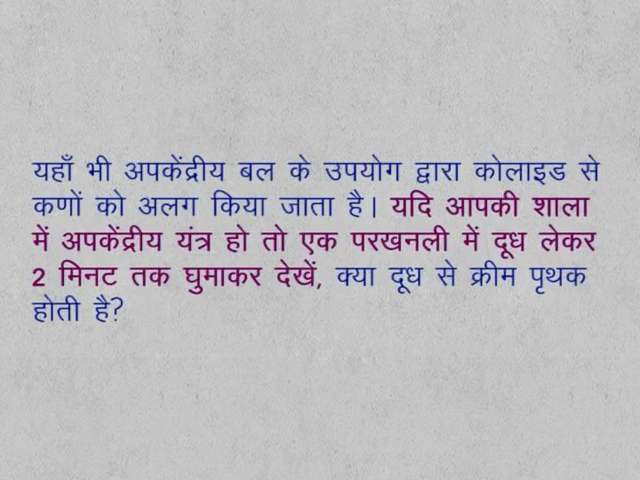 यहाँ भी अपकेंद्रीय बल के उपयोग द्वारा कोलाइड से
कणों को अलग किया जाता है। यदि आपकी शाला
में अपकेंद्रीय यंत्र हो तो एक परखनली में दूध लेकर
2 मिनट तक घुमाकर देखें, क्या दूध से क्रीम पृथक
होती है?